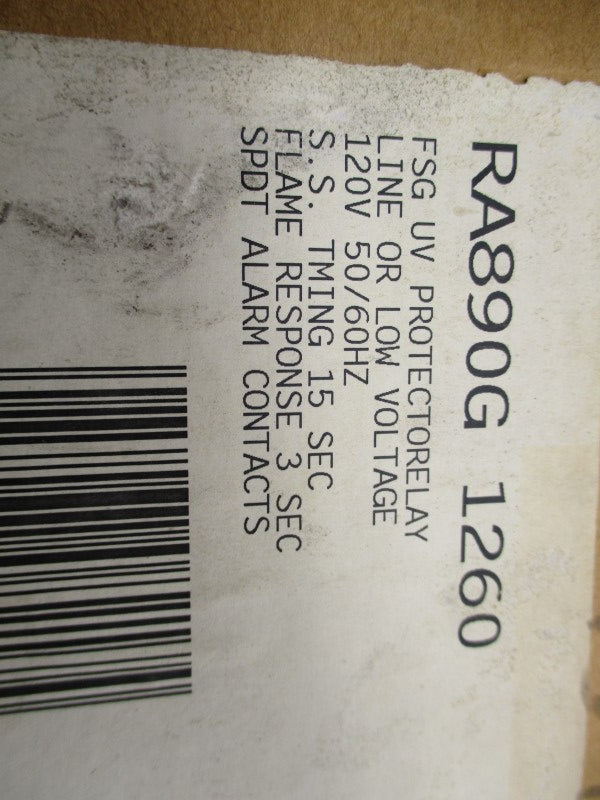 RA890G 1260
FSG UV PROTECTORELAY
LINE OR LOW VOLTAGE
120V 50/60HZ
S.S. TMING 15 SEC
FLAME RESPONSE 3 SEC
SPDT ALARM CONTACTS